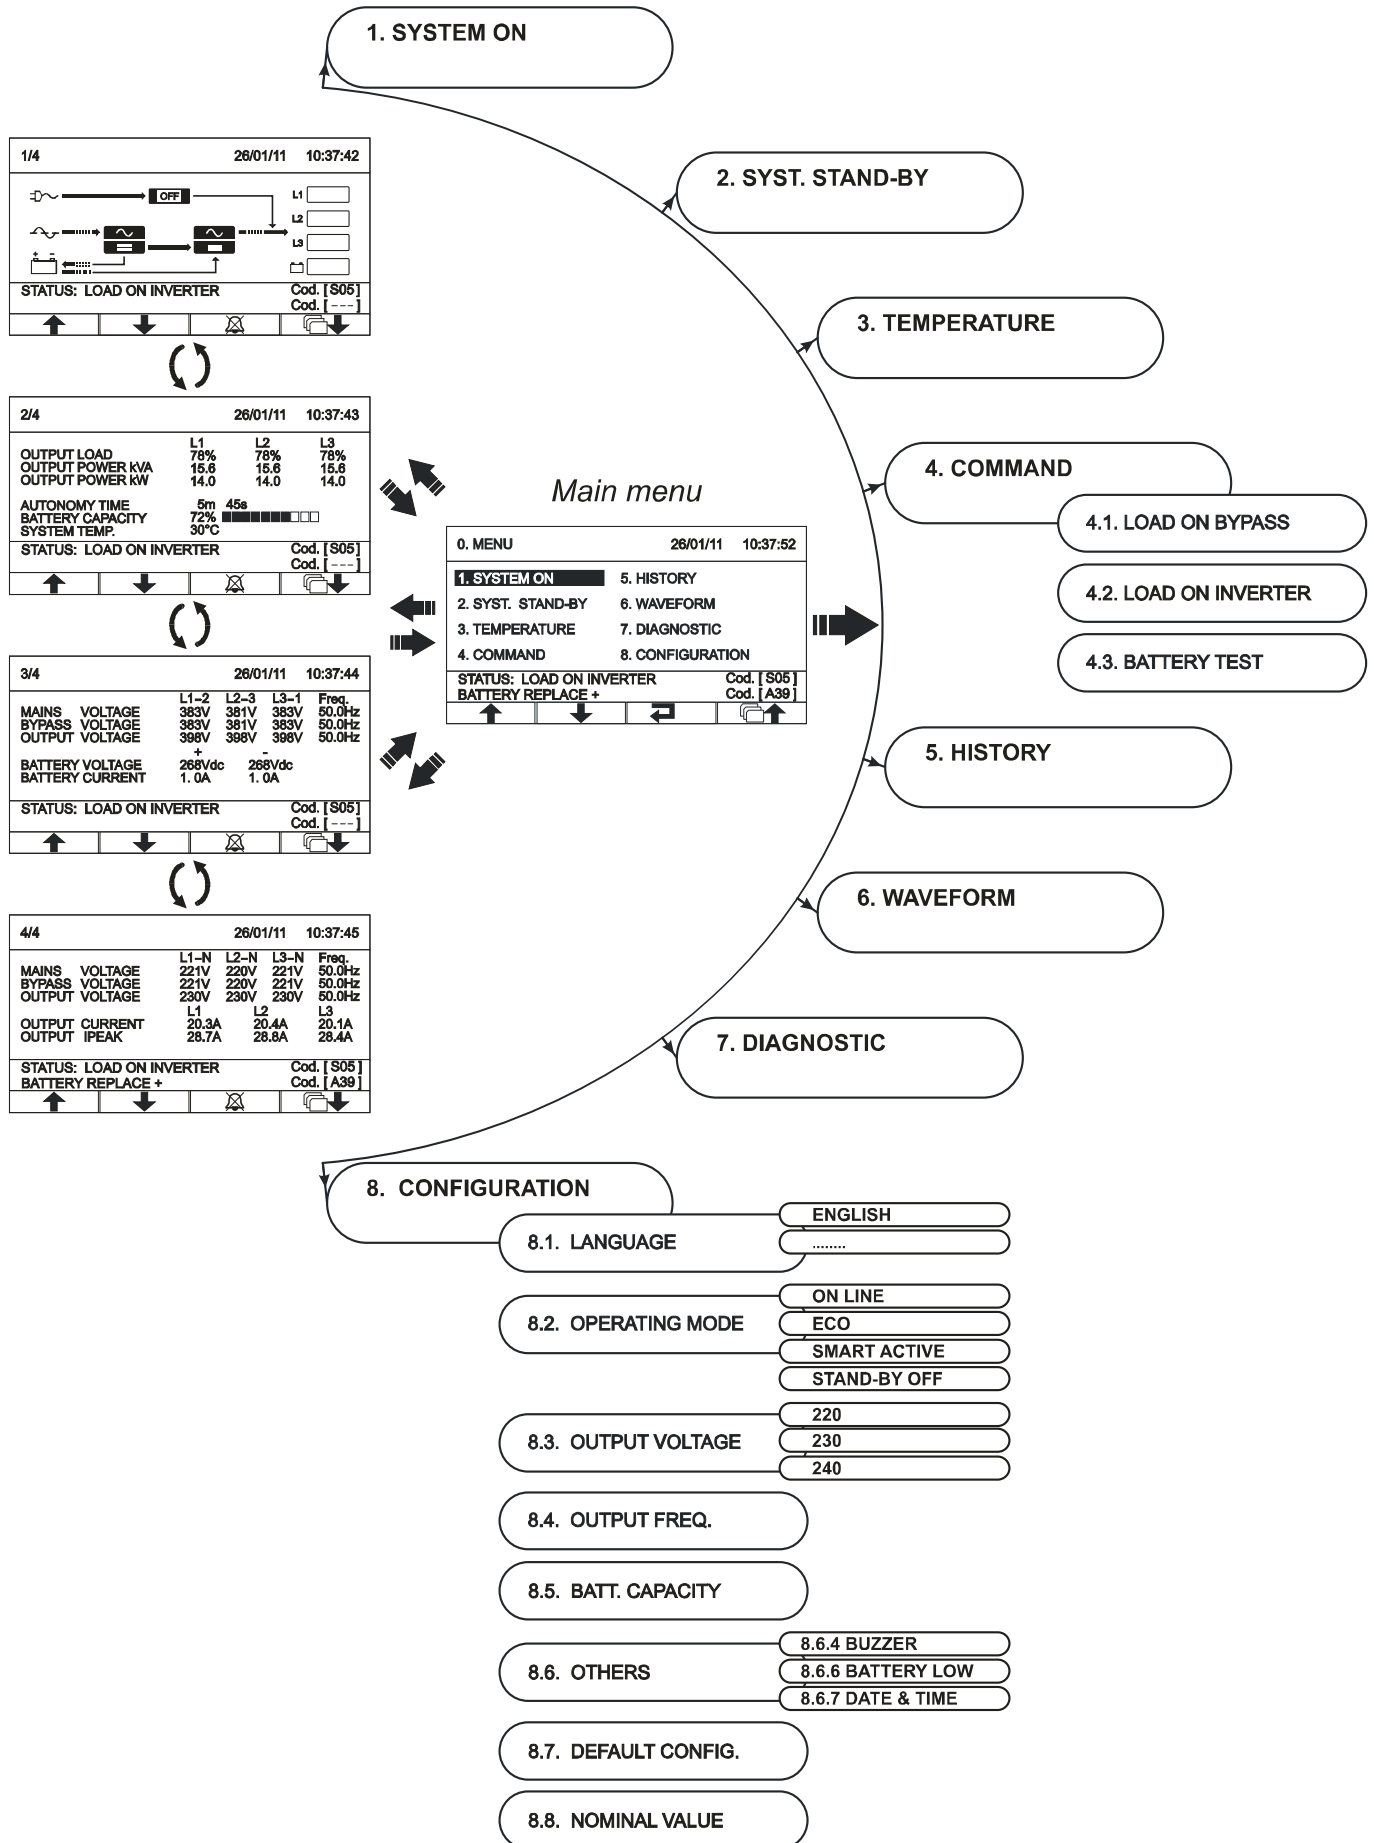 1. SYSTEM ON
1/4 26/01/11 10:37:42
OFF
L1
L2
L3
+ -
STATUS: LOAD ON INVERTER Cod. [S05]
Cod. [---]
2. SYST. STAND-BY
3. TEMPERATURE
2/4 26/01/11 10:37:43
L1 L2 L3
OUTPUT LOAD 78% 78% 78%
OUTPUT POWER kVA 15.6 15.6 15.6
OUTPUT POWER kW 14.0 14.0 14.0
AUTONOMY TIME 5m 45s
BATTERY CAPACITY 72%
SYSTEM TEMP. 30°C
STATUS: LOAD ON INVERTER Cod. [S05]
Cod. [---]
Main menu
0. MENU 26/01/11 10:37:52
1. SYSTEM ON 5. HISTORY
2. SYST. STAND-BY 6. WAVEFORM
3. TEMPERATURE 7. DIAGNOSTIC
4. COMMAND 8. CONFIGURATION
STATUS: LOAD ON INVERTER Cod. [S05]
BATTERY REPLACE + Cod. [A39]
4. COMMAND
4.1. LOAD ON BYPASS
4.2. LOAD ON INVERTER
4.3. BATTERY TEST
3/4 26/01/11 10:37:44
L1-2 L2-3 L3-1 Freq.
MAINS VOLTAGE 383V 381V 383V 50.0Hz
BYPASS VOLTAGE 383V 381V 383V 50.0Hz
OUTPUT VOLTAGE 398V 398V 398V 50.0Hz
+ -
BATTERY VOLTAGE 268Vdc 268Vdc
BATTERY CURRENT 1. 0A 1. 0A
STATUS: LOAD ON INVERTER Cod. [S05]
Cod. [---]
5. HISTORY
6. WAVEFORM
4/4 26/01/11 10:37:45
L1-N L2-N L3-N Freq.
MAINS VOLTAGE 221V 220V 221V 50.0Hz
BYPASS VOLTAGE 221V 220V 221V 50.0Hz
OUTPUT VOLTAGE 230V 230V 230V 50.0Hz
L1 L2 L3
OUTPUT CURRENT 20.3A 20.4A 20.1A
OUTPUT IPEAK 28.7A 28.8A 28.4A
STATUS: LOAD ON INVERTER Cod. [S05]
BATTERY REPLACE + Cod. [A39]
7. DIAGNOSTIC
8. CONFIGURATION
8.1. LANGUAGE
ENGLISH
........
8.2. OPERATING MODE
ON LINE
ECO
SMART ACTIVE
STAND-BY OFF
8.3. OUTPUT VOLTAGE
220
230
240
8.4. OUTPUT FREQ.
8.5. BATT. CAPACITY
8.6. OTHERS
8.6.4 BUZZER
8.6.6 BATTERY LOW
8.6.7 DATE & TIME
8.7. DEFAULT CONFIG.
8.8. NOMINAL VALUE